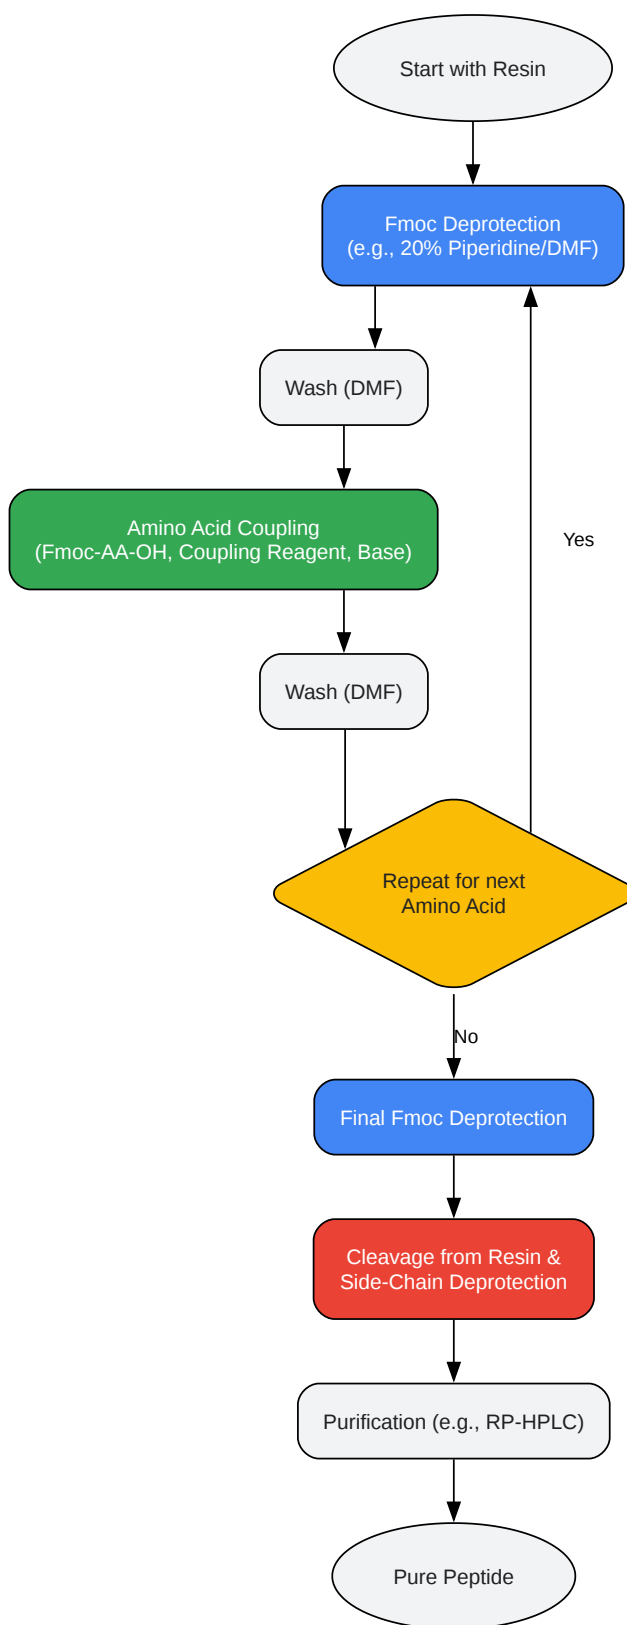 Start with Resin
Fmoc Deprotection
(e.g., 20% Piperidine/DMF)
Wash (DMF)
Amino Acid Coupling
(Fmoc-AA-OH, Coupling Reagent, Base)
Yes
Wash (DMF)
Repeat for next
Amino Acid
No
Final Fmoc Deprotection
Cleavage from Resin &
Side-Chain Deprotection
Purification (e.g., RP-HPLC)
Pure Peptide